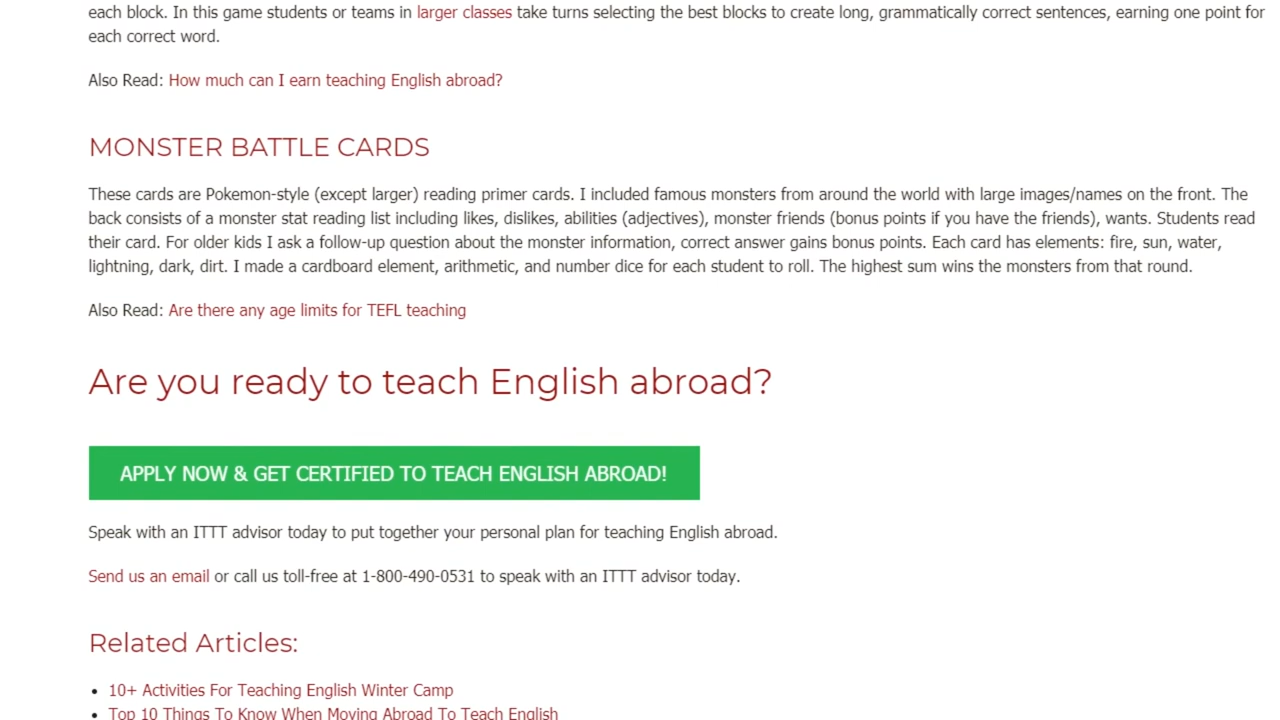 each block. In this game students or teams in larger classes take turns selecting the best blocks to create long, grammatically correct sentences, earning one point for
each correct word.
Also Read: How much can I earn teaching English abroad?
MONSTER BATTLE CARDS
These cards are Pokemon-style (except larger) reading primer cards. I included famous monsters from around the world with large images/names on the front. The
back consists of a monster stat reading list including likes, dislikes, abilities (adjectives), monster friends (bonus points if you have the friends), wants. Students read
their card. For older kids I ask a follow-up question about the monster information, correct answer gains bonus points. Each card has elements: fire, sun, water,
lightning, dark, dirt. I made a cardboard element, arithmetic, and number dice for each student to roll. The highest sum wins the monsters from that round.
Also Read: Are there any age limits for TEFL teaching
Are you ready to teach English abroad?
APPLY NOW & GET CERTIFIED TO TEACH ENGLISH ABROAD!
Speak with an ITTT advisor today to put together your personal plan for teaching English abroad.
Send us an email or call us toll-free at 1-800-490-0531 to speak with an ITTT advisor today.
Related Articles:
• 10+ Activities For Teaching English Winter Camp
• Top 10 Things To Know When Moving Abroad To Teach English